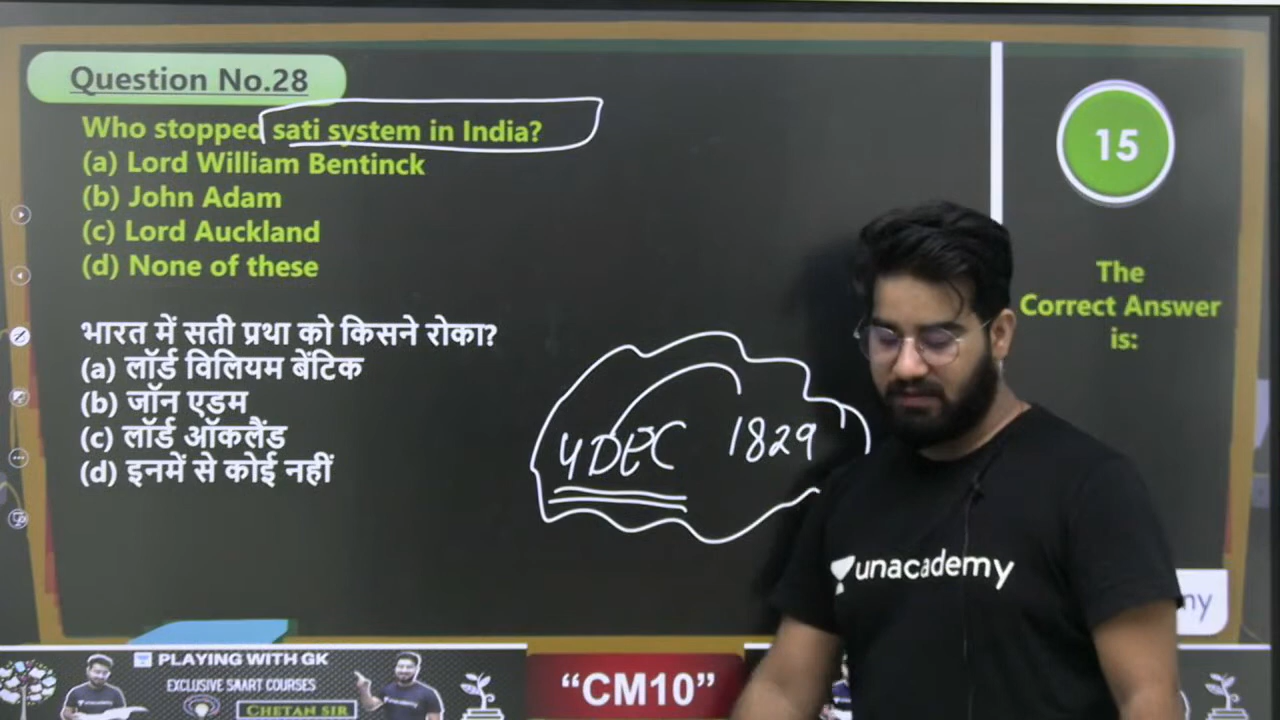 Question No.28
Who stopped sati system in India?
(a) Lord William Bentinck
(b) John Adam
(c) Lord Auckland
(d) None of these
भारत में सती प्रथा को किसने रोका?
(a) लॉर्ड विलियम बेंटिक
(b) जॉन एडम
(c) लॉर्ड ऑकलैंड
(d) इनमें से कोई नहीं
4 DEC 1829
15
The
Correct Answer
is:
unacademy
my
PLAYING WITH GK
EXCLUSIVE SMART COURSES
CHETAN SIR
“CM10”